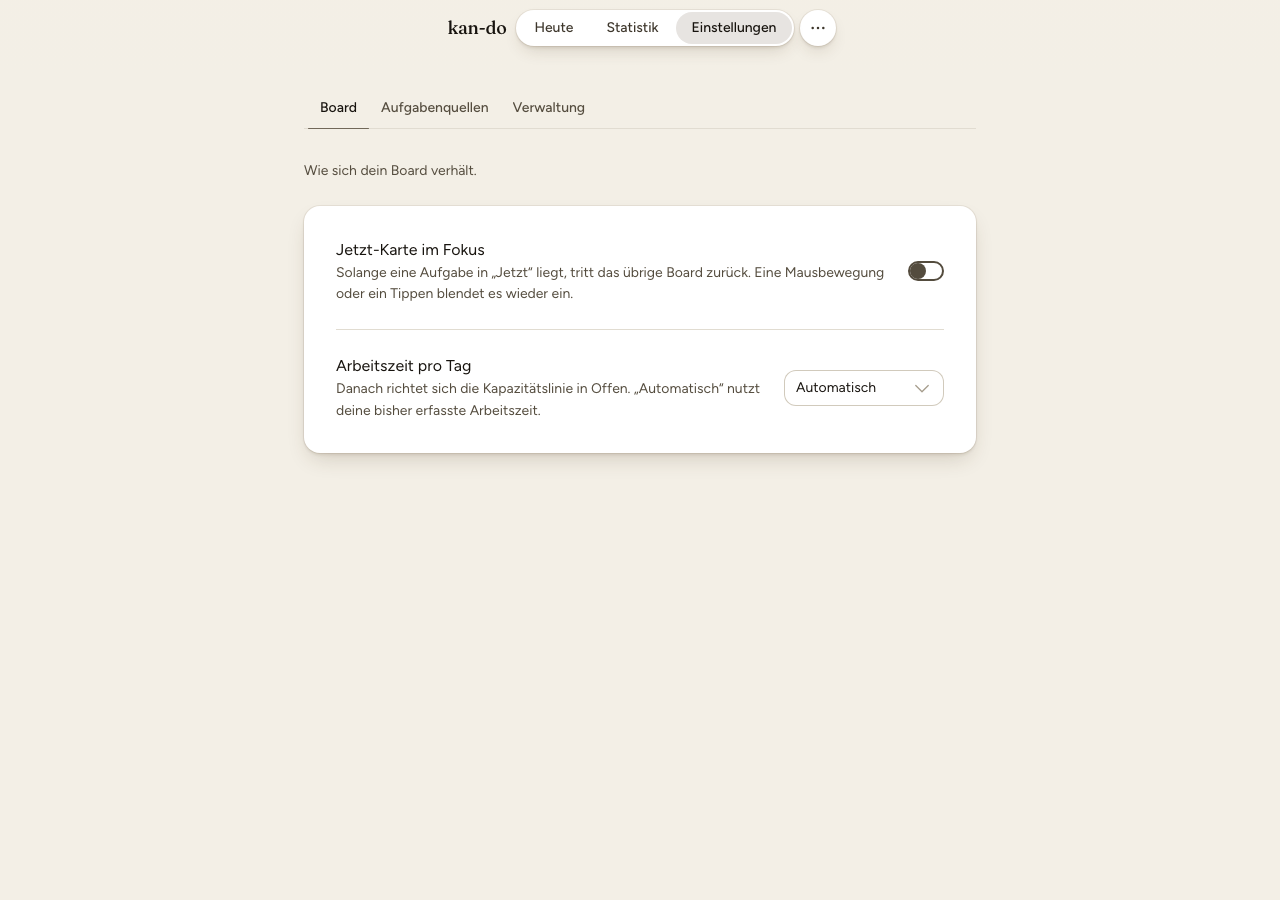 kan-do
Heute
Statistik
Einstellungen
Board
Aufgabenquellen
Verwaltung
Wie sich dein Board verhält.
Jetzt-Karte im Fokus
Solange eine Aufgabe in „Jetzt“ liegt, tritt das übrige Board zurück. Eine Mausbewegung
oder ein Tippen blendet es wieder ein.
Arbeitszeit pro Tag
Danach richtet sich die Kapazitätslinie in Offen. „Automatisch“ nutzt
deine bisher erfasste Arbeitszeit.
Automatisch